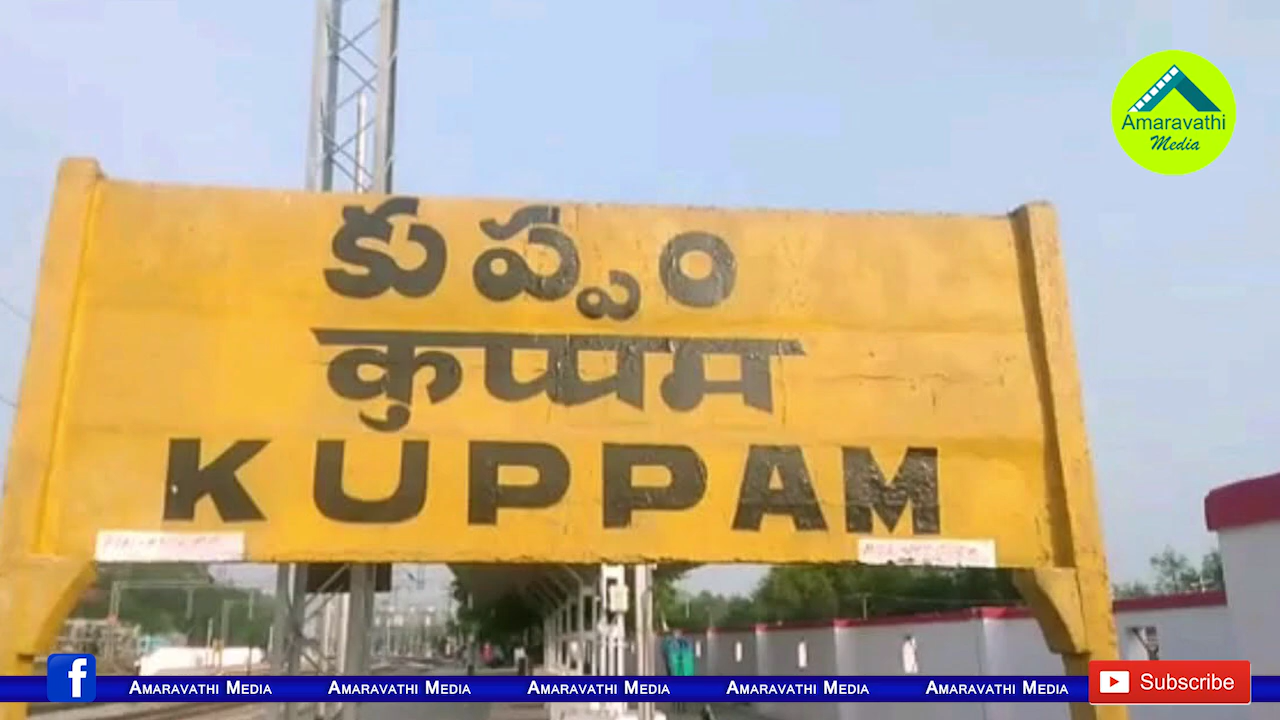 Amaravathi
Media
కుప్పం
कुप्पम
KUPPAM
f Amaravathi Media Amaravathi Media Amaravathi Media Amaravathi Media Amaravathi Media Subscribe